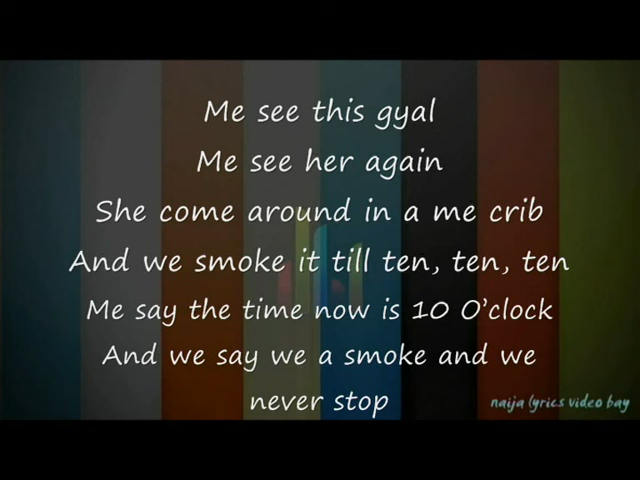 Me see this gyal
Me see her again
She come around in a me crib
And we smoke it till ten, ten, ten
Me say the time now is 10 O'clock
And we say we a smoke and we
never stop
naija lyrics video bay